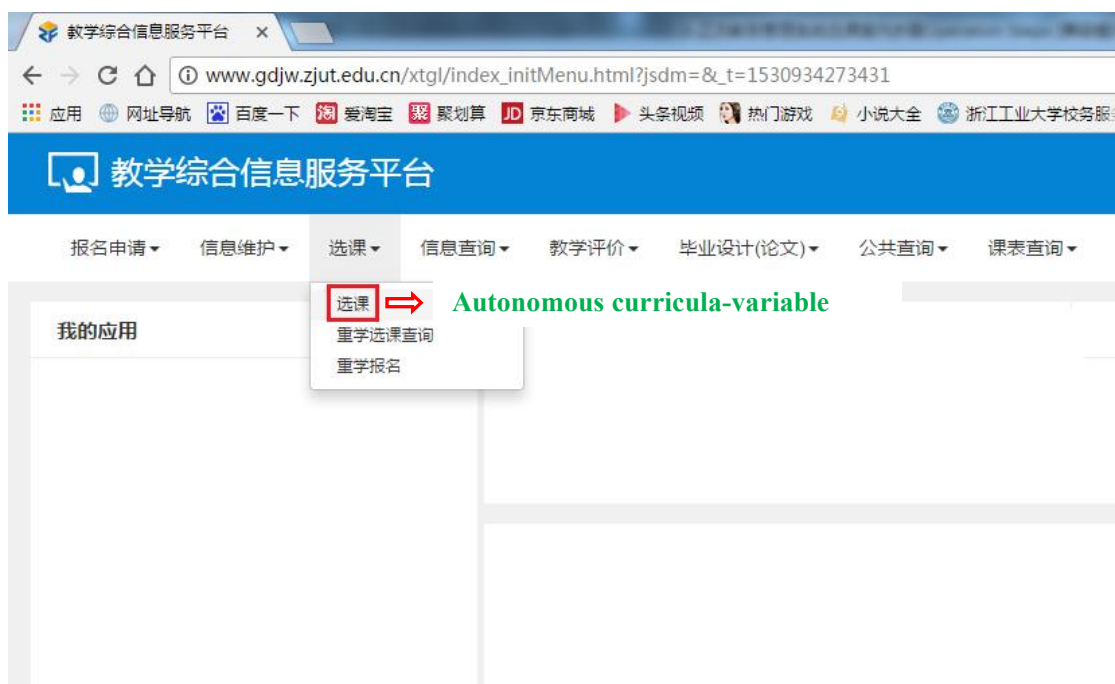 教学综合信息服务平台 ×
www.gdjw.zjut.edu.cn/xtgl/index_initMenu.html?jsdm=&_t=1530934273431
应用 网址导航 百度一下 淘 爱淘宝 聚 聚划算 JD 京东商城 头条视频 热门游戏 小说大全 浙江工业大学校务服
教学综合信息服务平台
报名申请 信息维护 选课 信息查询 教学评价 毕业设计(论文) 公共查询 课表查询
选课 Autonomous curricula-variable
我的应用
重学选课查询
重学报名